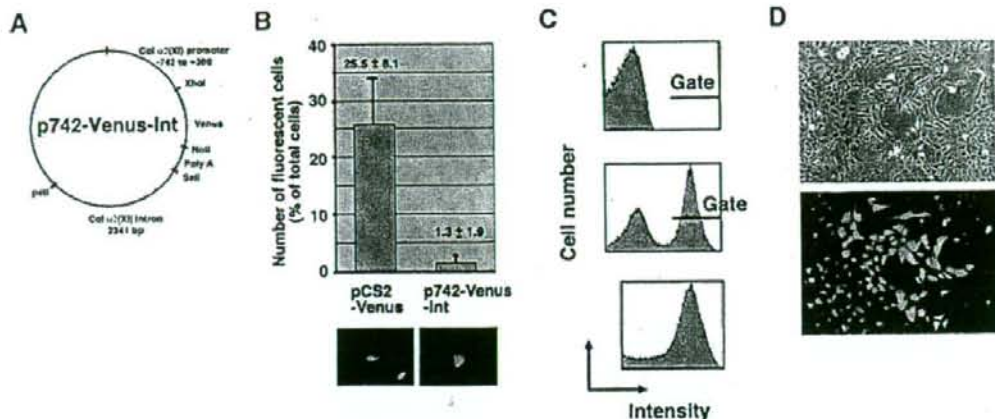 A
Col α2(XI) promoter
-742 to +300
XhoI
p742-Venus-Int
Venus
NotI
Poly A
SalI
Col α2(XI) Intron
2341 bp
B
Number of fluorescent cells
(% of total cells)
40
30
20
10
0
25.5 ± 8.1
1.3 ± 1.9
pCS2
-Venus
p742-Venus
-Int
C
Cell number
Gate
Gate
Intensity
D